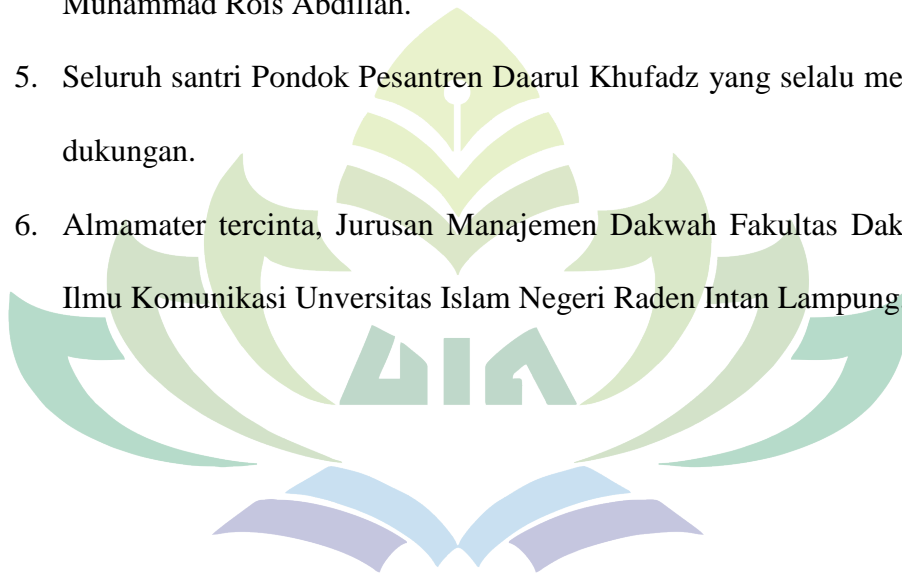 Muhammad Rois Abdillah.
5. Seluruh santri Pondok Pesantren Daarul Khufadz yang selalu me
dukungan.
6. Almamater tercinta, Jurusan Manajemen Dakwah Fakultas Dak
Ilmu Komunikasi Unversitas Islam Negeri Raden Intan Lampung
UIN